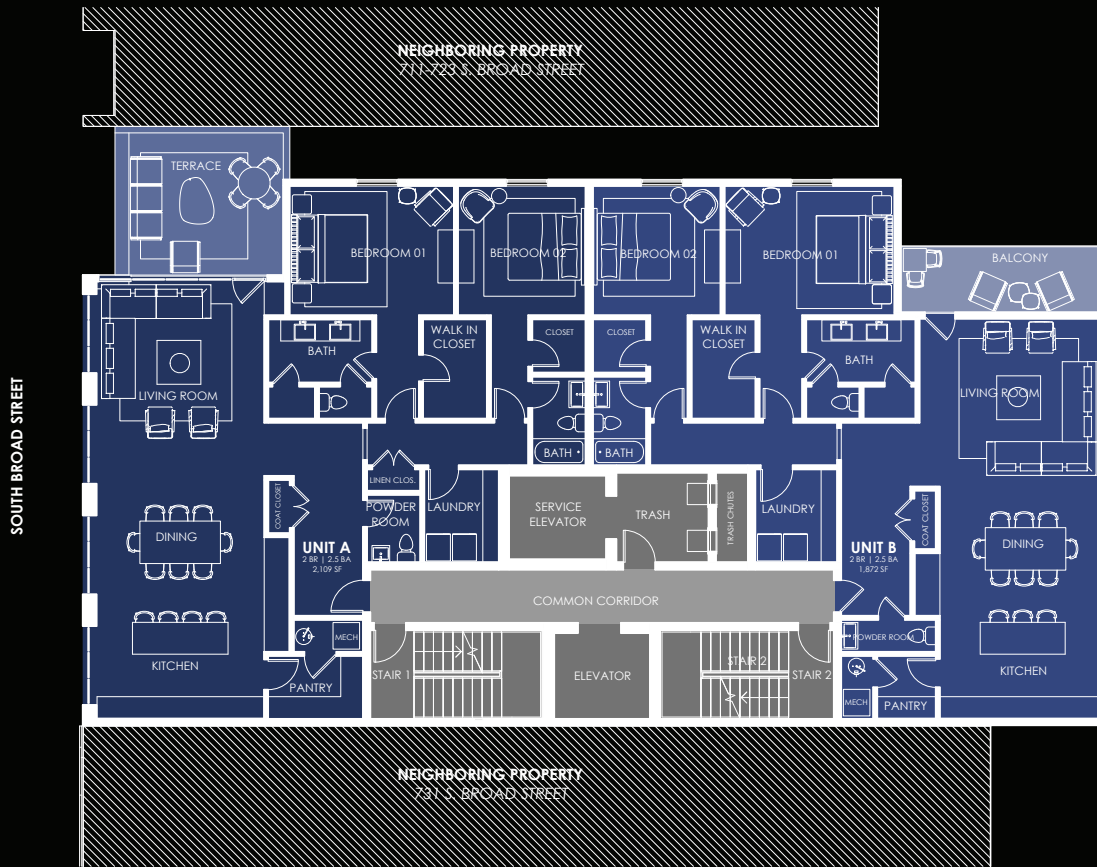 NEIGHBORING PROPERTY
711-723 S. BROAD STREET
TERRACE
BEDROOM 01
BEDROOM 02
BEDROOM 02
BEDROOM 01
BALCONY
BATH
WALK IN
CLOSET
CLOSET
CLOSET
WALK IN
CLOSET
BATH
LIVING ROOM
LIVING ROOM
SOUTH BROAD STREET
BATH
BATH
LINEN CLOS.
COAT CLOSET
POWDER
ROOM
LAUNDRY
SERVICE
ELEVATOR
TRASH
TRASH CHUTES
LAUNDRY
COAT CLOSET
DINING
UNIT A
2 BR | 2.5 BA
2,109 SF
UNIT B
2 BR | 2.5 BA
1,872 SF
DINING
COMMON CORRIDOR
KITCHEN
MECH
PANTRY
STAIR 1
ELEVATOR
STAIR 2
STAIR 2
POWDER ROOM
MECH
PANTRY
KITCHEN
NEIGHBORING PROPERTY
731 S. BROAD STREET